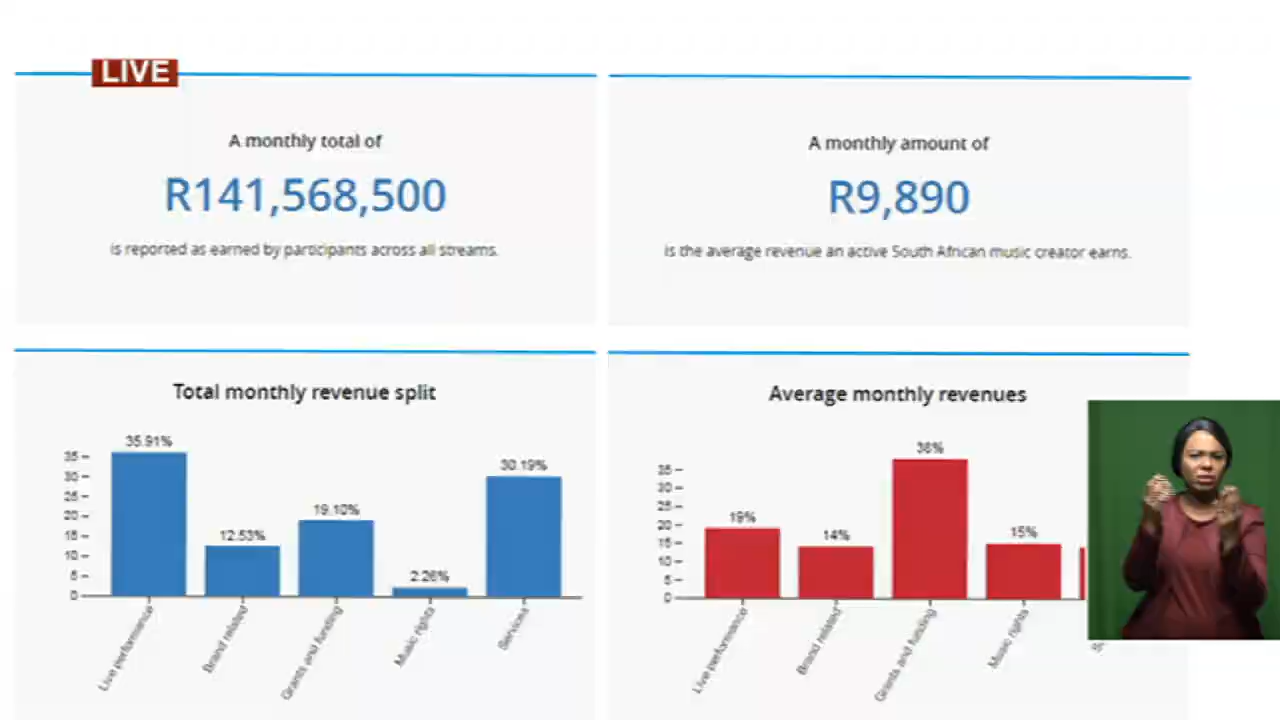 LIVE
A monthly total of
R141,568,500
is reported as earned by participants across all streams.
A monthly amount of
R9,890
is the average revenue an active South African music creator earns.
Total monthly revenue split
35.91%
12.53%
19.10%
2.26%
30.19%
35
30
25
20
15
10
5
0
Live performance
Brand related
Grants and funding
Music rights
Services
Average monthly revenues
19%
14%
38%
15%
35
30
25
20
15
10
5
0
Live performance
Brand related
Grants and funding
Music rights